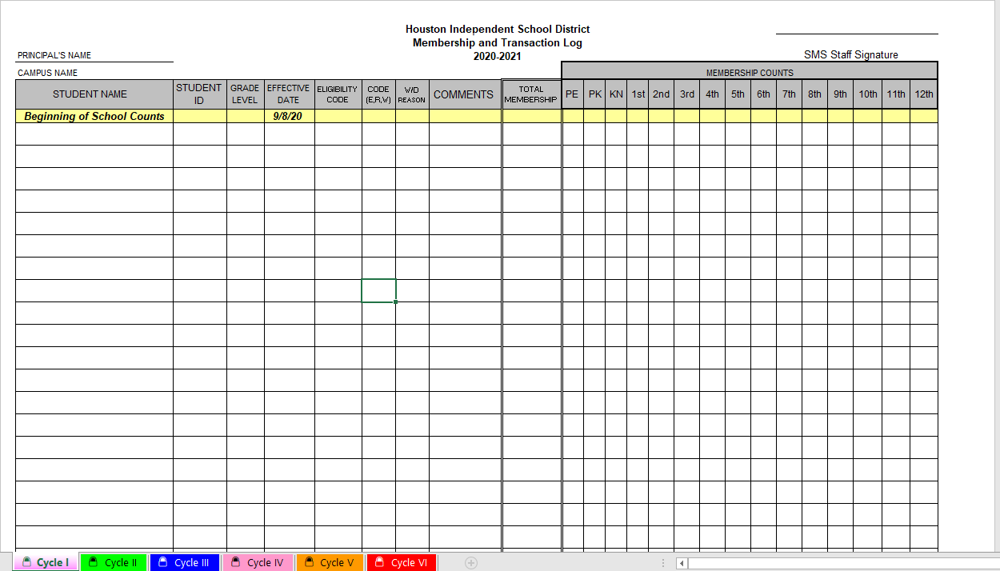 Houston Independent School District
Membership and Transaction Log
2020-2021
PRINCIPAL'S NAME
SMS Staff Signature
CAMPUS NAME
MEMBERSHIP COUNTS
STUDENT NAME STUDENT ID GRADE LEVEL EFFECTIVE DATE ELIGIBILITY CODE CODE (E,R,W) W/D REASON COMMENTS TOTAL MEMBERSHIP PE PK KN 1st 2nd 3rd 4th 5th 6th 7th 8th 9th 10th 11th 12th
Beginning of School Counts 9/8/20
Cycle I Cycle II Cycle III Cycle IV Cycle V Cycle VI